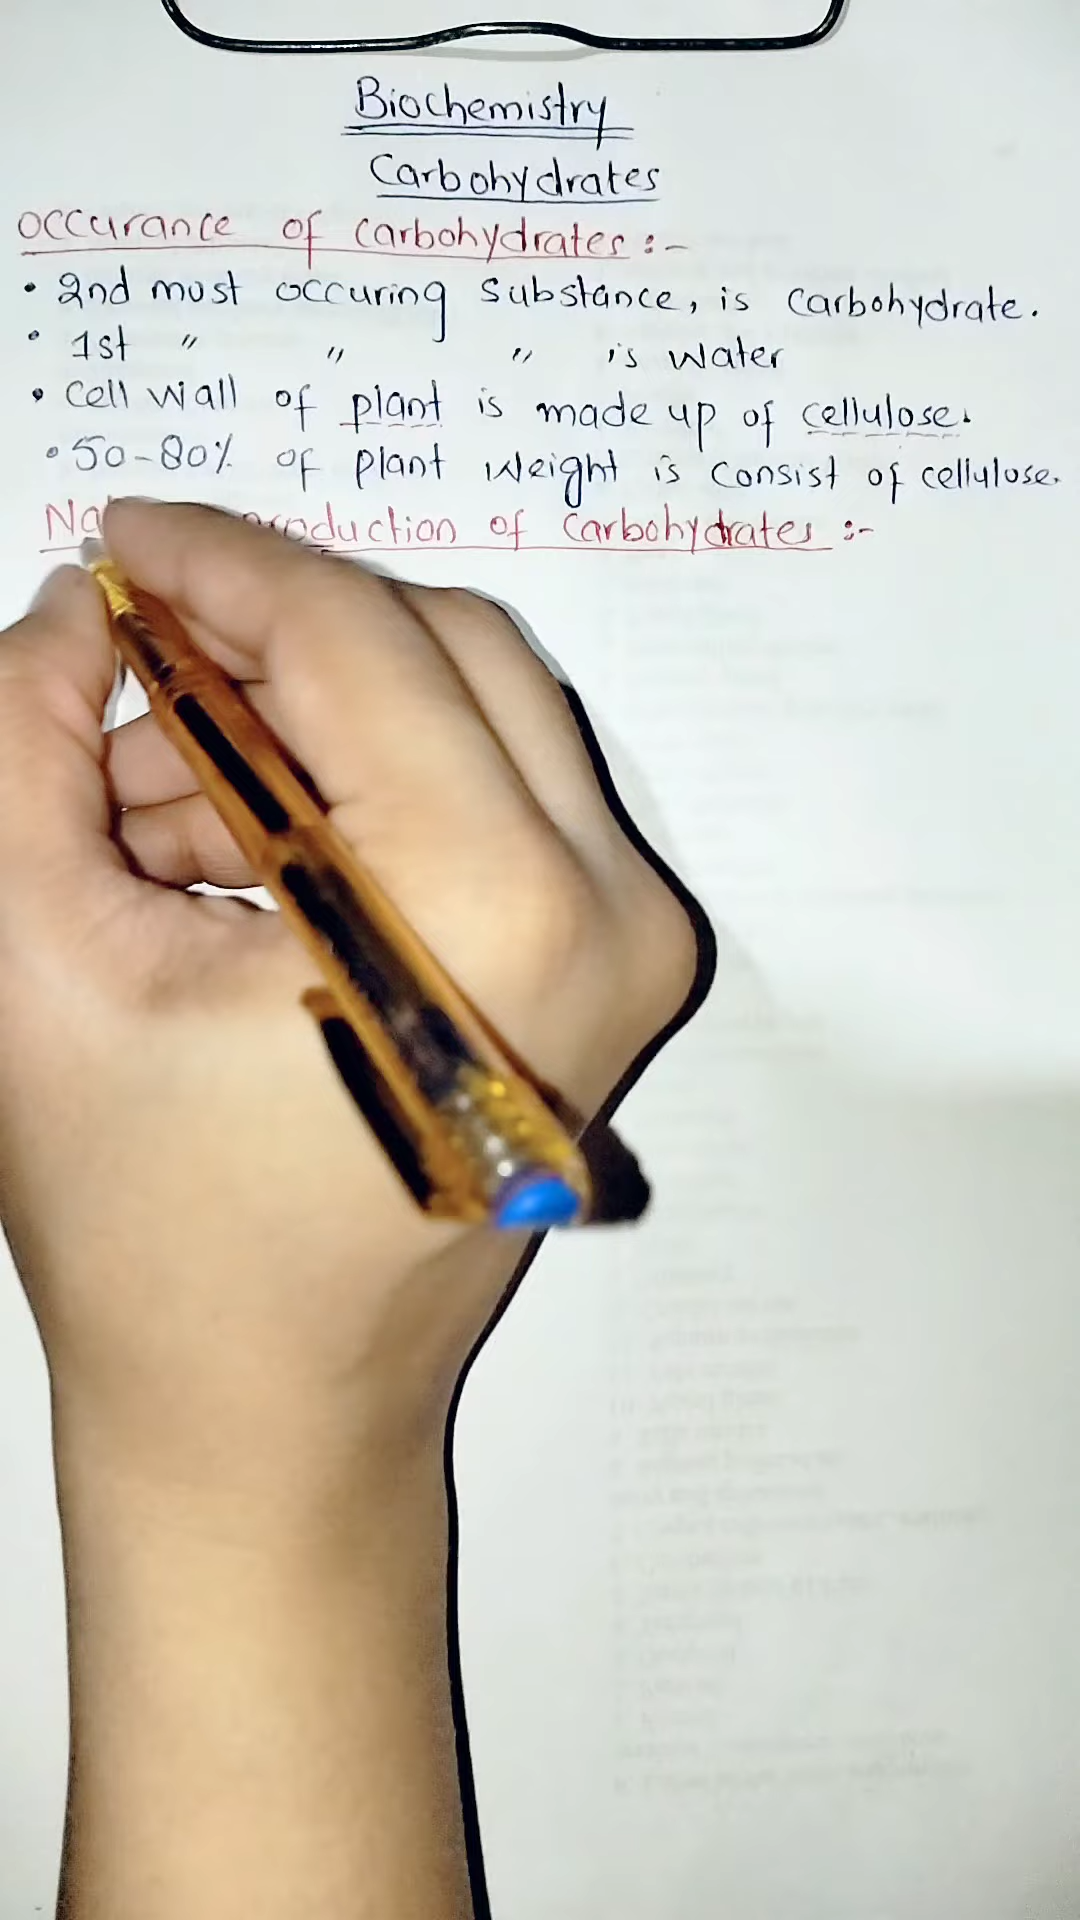 Biochemistry
Carbohydrates
Occurance of carbohydrates :-
• 2nd most occuring substance, is carbohydrate.
• 1st " " " is water
• cell wall of plant is made up of cellulose.
• 50-80% of plant weight is consist of cellulose.
of carbohydrates :-